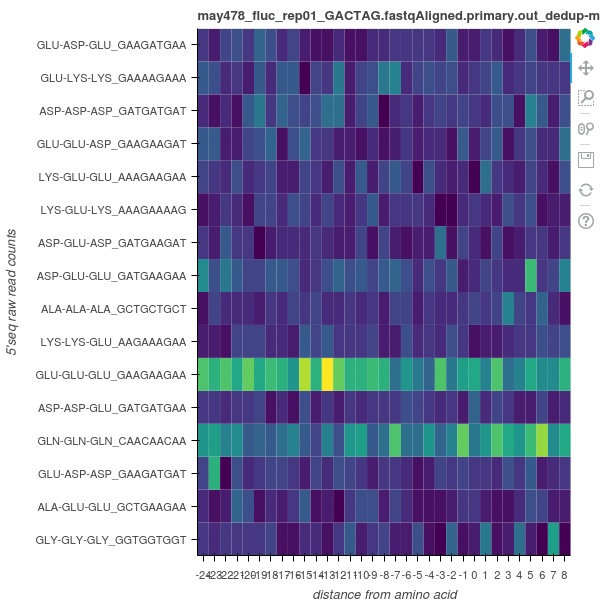 may478_fluc_rep01_GACTAG.fastqAligned.primary.out_dedup-m
GLU-ASP-GLU_GAAGATGAA
GLU-LYS-LYS_GAAAAGAAA
ASP-ASP-ASP_GATGATGAT
GLU-GLU-ASP_GAAGAAGAT
LYS-GLU-GLU_AAAGAAGAA
LYS-GLU-LYS_AAAGAAAAG
ASP-GLU-ASP_GATGAAGAT
ASP-GLU-GLU_GATGAAGAA
ALA-ALA-ALA_GCTGCTGCT
LYS-LYS-GLU_AAGAAAGAA
GLU-GLU-GLU_GAAGAAGAA
ASP-ASP-GLU_GATGATGAA
GLN-GLN-GLN_CAACAACAA
GLU-ASP-ASP_GAAGATGAT
ALA-GLU-GLU_GCTGAAGAA
GLY-GLY-GLY_GGTGGTGGT
5'seq raw read counts
-24-23-22-21-20-19-18-17-16-15-14-13-12-11-10-9 -8 -7 -6 -5 -4 -3 -2 -1 0 1 2 3 4 5 6 7 8
distance from amino acid